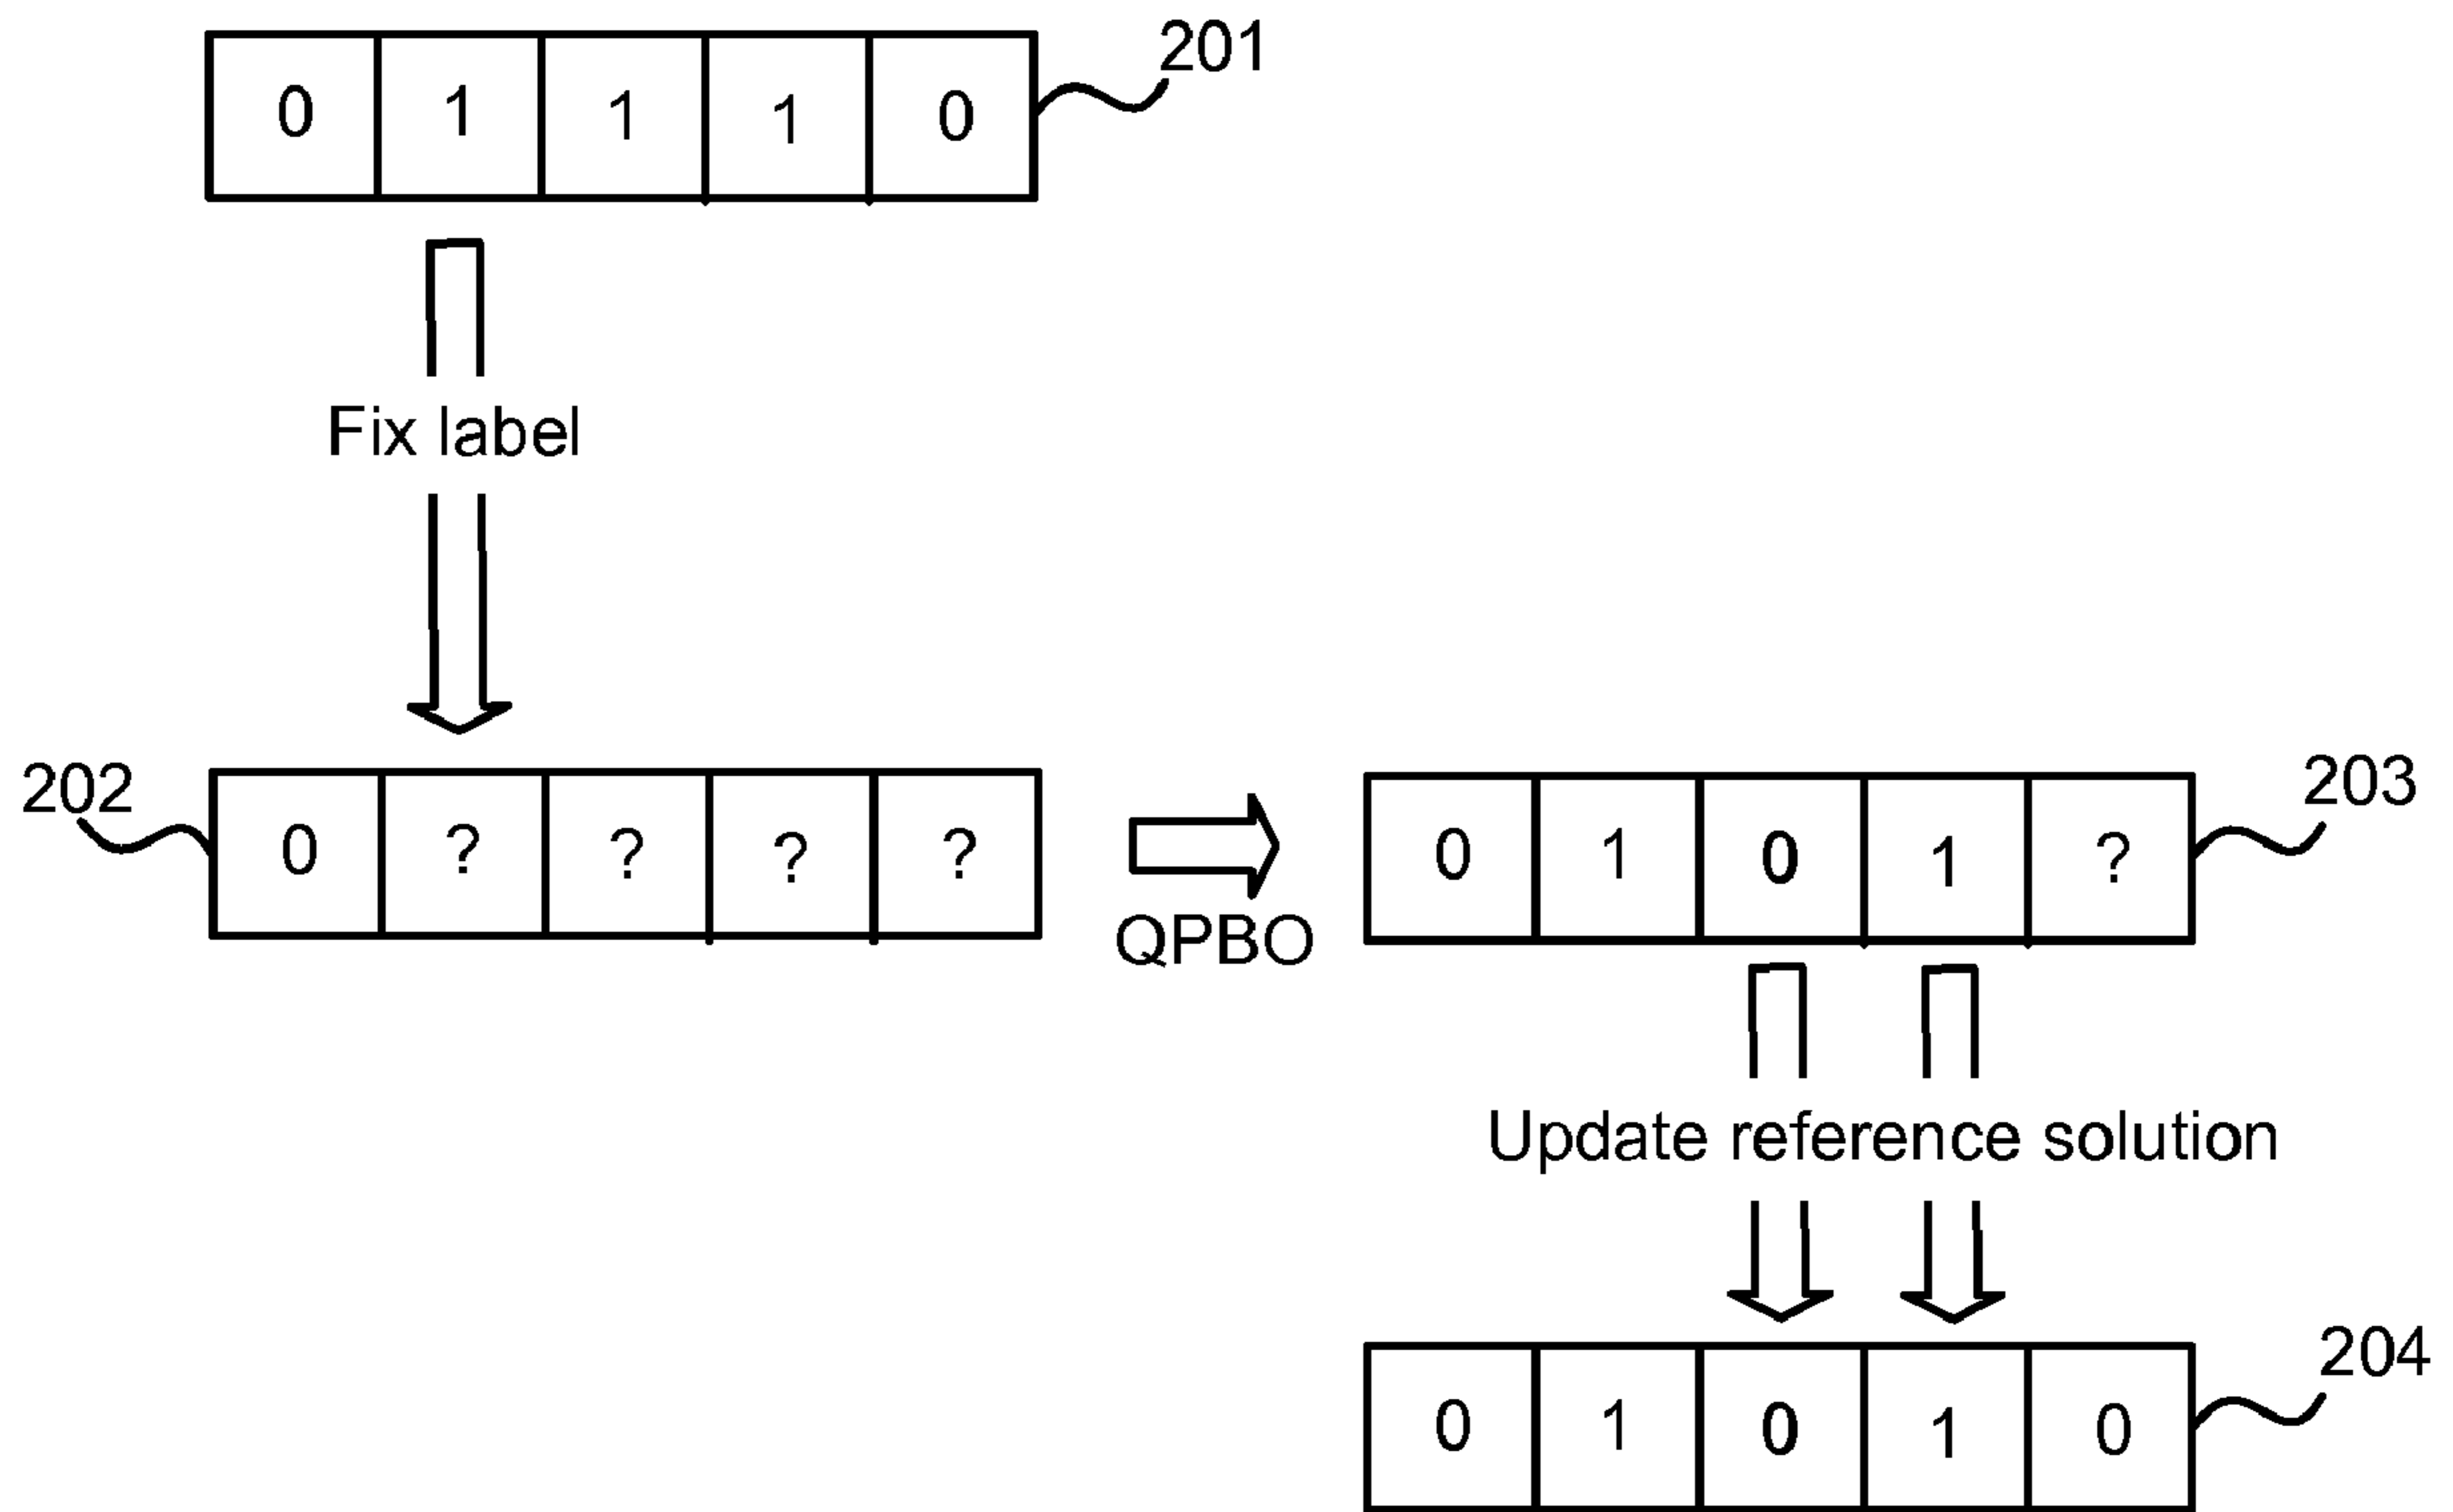 201
0 1 1 1 0
Fix label
202
0 ? ? ? ?
QPBO
203
0 1 0 1 ?
Update reference solution
204
0 1 0 1 0